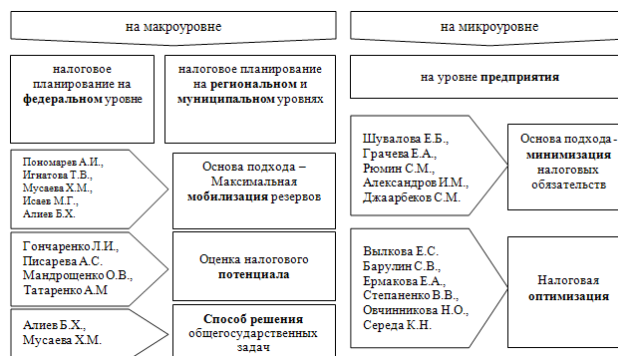 на макроуровне
на микроуровне
налоговое
планирование на
федеральном уровне
налоговое планирование
на региональном и
муниципальном уровнях
на уровне предприятия
Пономарев А.И.,
Игнатова Т.В.,
Мусаева Х.М.,
Исаев М.Г.,
Алиев Б.Х.
Основа подхода –
Максимальная
мобилизация резервов
Шувалова Е.Б.,
Грачева Е.А.,
Рюмин С.М.,
Александров И.М.,
Джаарбеков С.М.
Основа подхода-
минимизация
налоговых
обязательств
Гончаренко Л.И.,
Писарева А.С.
Мандрощенко О.В.,
Татаренко А.М
Оценка налогового
потенциала
Вылкова Е.С.
Барулин С.В.,
Ермакова Е.А.,
Степаненко В.В.,
Овчинникова Н.О.,
Середа К.Н.
Налоговая
оптимизация
Алиев Б.Х.,
Мусаева Х.М.
Способ решения
общегосударственных
задач